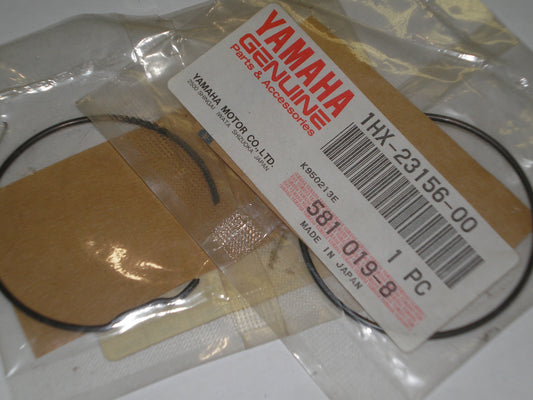 YAMAHA
GENUINE
Parts & Accessories
YAMAHA MOTOR CO., LTD.
2500 SHINGAI IWATA SHIZUOKA JAPAN
1HX-23156-00
K950213E
1 PC
581 019-8
MADE IN JAPAN